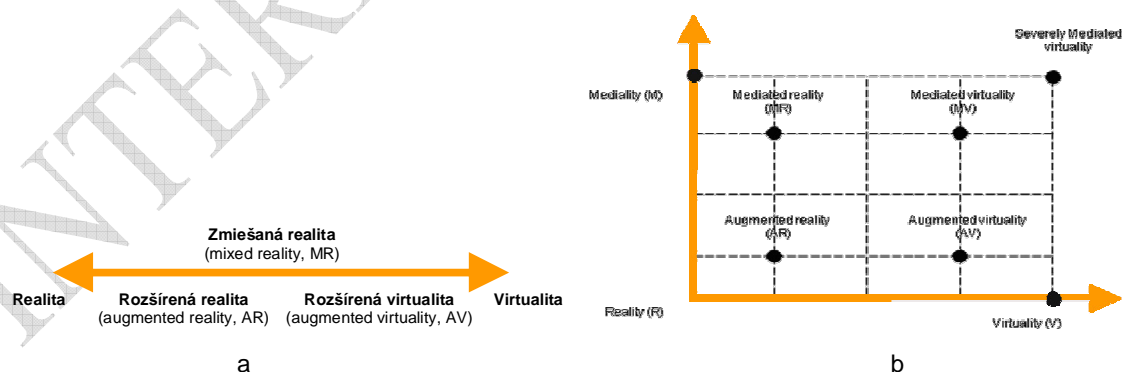 INTER
Zmiešaná realita
(mixed reality, MR)
Realita
Rozšírená realita
(augmented reality, AR)
Rozšírená virtualita
(augmented virtuality, AV)
Virtualita
a
Severely Mediated
virtuality
Mediality (M)
Mediated reality
(MR)
Mediated virtuality
(MV)
Augmented reality
(AR)
Augmented virtuality
(AV)
Reality (R)
Virtuality (V)
b